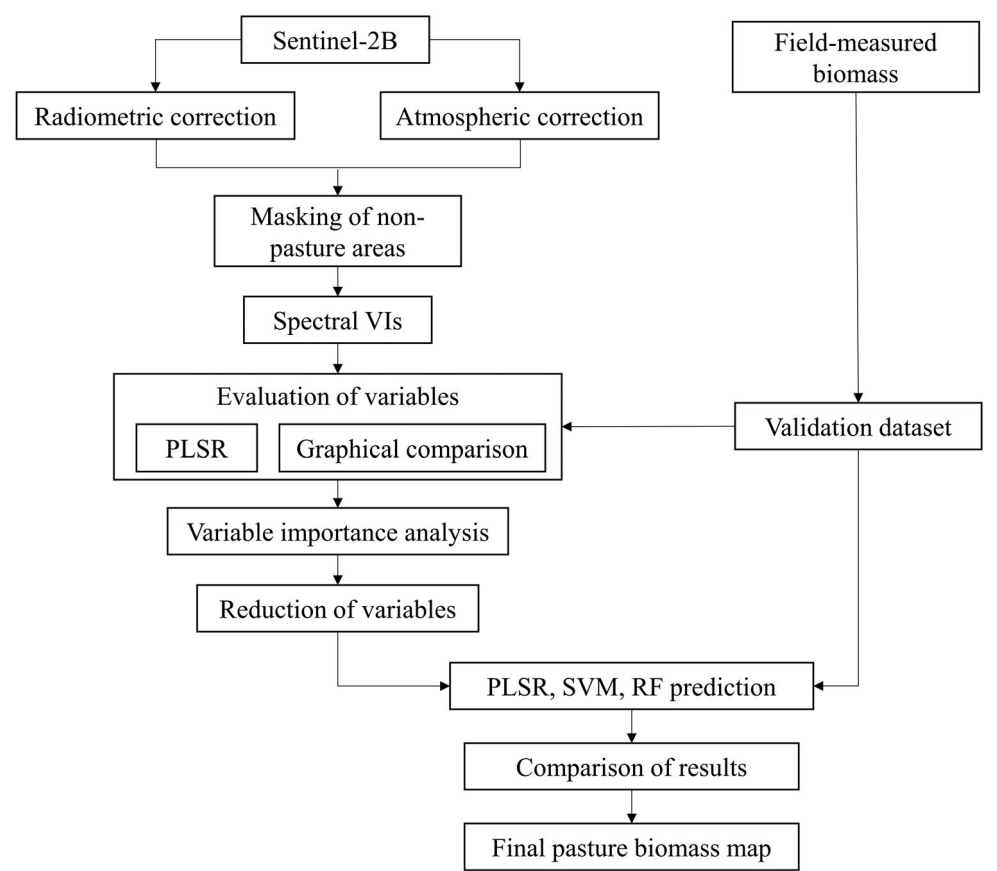 Sentinel-2B
Field-measured
biomass
Radiometric correction
Atmospheric correction
Masking of non-
pasture areas
Spectral VIs
Evaluation of variables
PLSR
Graphical comparison
Validation dataset
Variable importance analysis
Reduction of variables
PLSR, SVM, RF prediction
Comparison of results
Final pasture biomass map